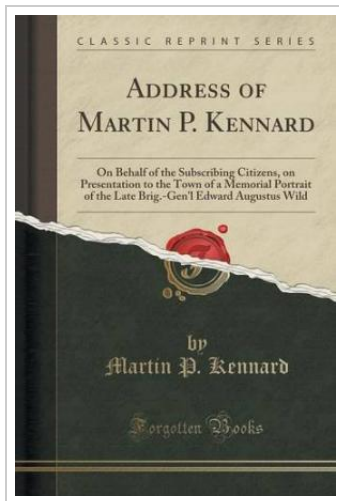 CLASSIC REPRINT SERIES
ADDRESS OF
MARTIN P. KENNARD
On Behalf of the Subscribing Citizens, on
Presentation to the Town of a Memorial Portrait
of the Late Brig.-Gen'l Edward Augustus Wild
by
Martin P. Kennard
Forgotten Books